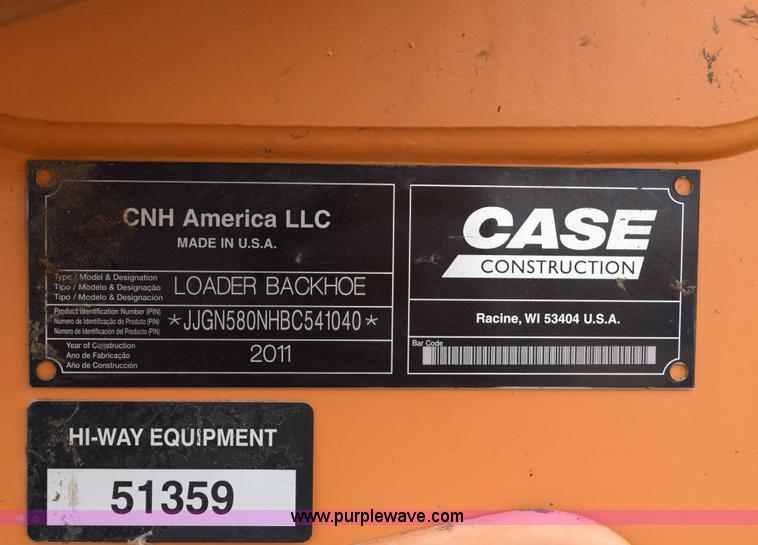 CNH America LLC
MADE IN U.S.A.
Type / Model & Designation
Tipo / Modelo & Designação
Tipo / Modelo & Designación
LOADER BACKHOE
Product Identification Number (PIN)
Número de Identificação do Produto (PIN)
Número de Identificación del Producto (PIN)
*JJGN580NHBC541040*
Year of Construction
Ano de Fabricação
Año de Construcción
2011
CASE
CONSTRUCTION
Racine, WI 53404 U.S.A.
Bar Code
HI-WAY EQUIPMENT
51359
www.purplewave.com